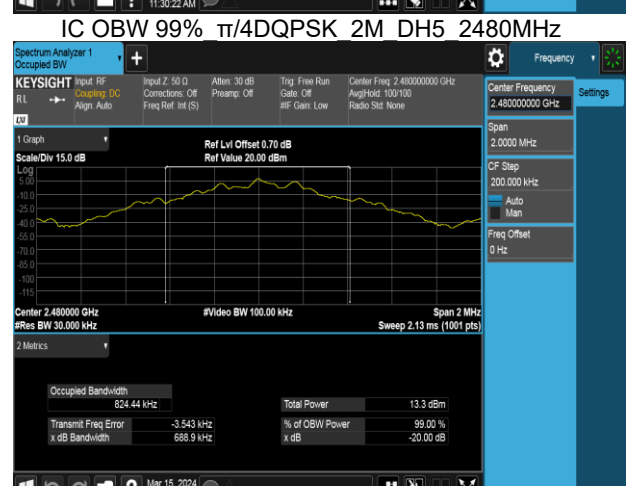 11:30:22 AM
IC OBW 99%_π/4DQPSK_2M_DH5_2480MHz
Spectrum Analyzer 1
Occupied BW
Frequency
KEYSIGHT
RL
LXI
Input: RF
Coupling: DC
Align: Auto
Input Z: 50 Ω
Corrections: Off
Freq Ref: Int (S)
Atten: 30 dB
Preamp: Off
Trig: Free Run
Gate: Off
#IF Gain: Low
Center Freq: 2.480000000 GHz
Avg|Hold: 100/100
Radio Std: None
Center Frequency
2.480000000 GHz
Settings
Span
2.0000 MHz
CF Step
200.000 kHz
Auto
Man
Freq Offset
0 Hz
1 Graph
Scale/Div 15.0 dB
Ref Lvl Offset 0.70 dB
Ref Value 20.00 dBm
Log
5.00
-10.0
-25.0
-40.0
-55.0
-70.0
-85.0
-100
-115
Center 2.480000 GHz
#Video BW 100.00 kHz
Span 2 MHz
#Res BW 30.000 kHz
Sweep 2.13 ms (1001 pts)
2 Metrics
Occupied Bandwidth
824.44 kHz
Total Power 13.3 dBm
Transmit Freq Error -3.543 kHz
% of OBW Power 99.00 %
x dB Bandwidth 688.9 kHz
x dB -20.00 dB
Mar 15, 2024